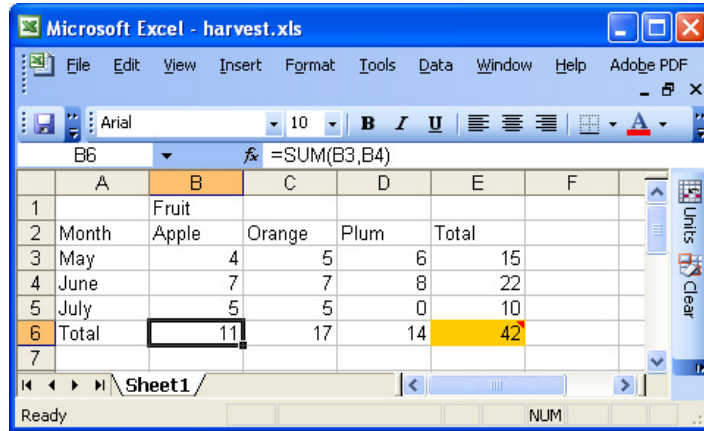 Microsoft Excel - harvest.xls
File Edit View Insert Format Tools Data Window Help Adobe PDF
Arial 10 B I U A
B6 fx =SUM(B3,B4)
A B C D E F
1 Fruit
2 Month Apple Orange Plum Total
3 May 4 5 6 15
4 June 7 7 8 22
5 July 5 5 0 10
6 Total 11 17 14 42
7
Units
Clear
Sheet1
Ready NUM